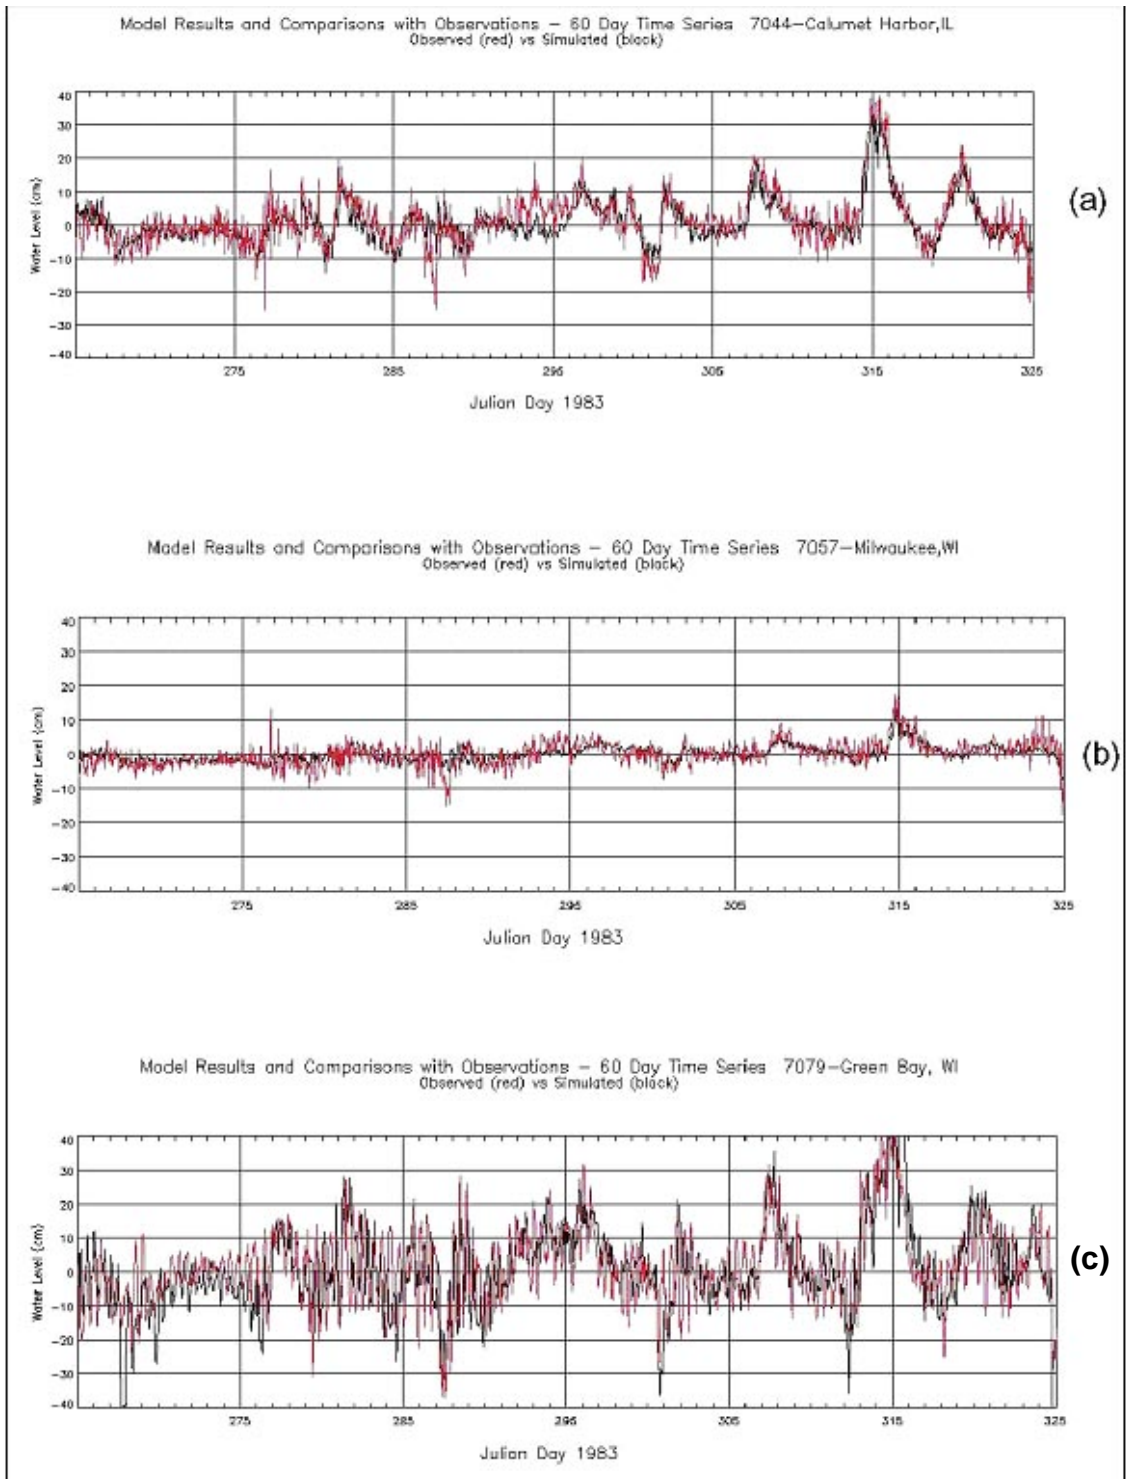 Model Results and Comparisons with Observations – 60 Day Time Series 7044–Calumet Harbor,IL
Observed (red) vs Simulated (black)
40
30
20
10
0
−10
−20
−30
−40
Water Level (cm)
(a)
275 285 295 305 315 325
Julian Day 1983
Model Results and Comparisons with Observations – 60 Day Time Series 7057–Milwaukee,WI
Observed (red) vs Simulated (black)
40
30
20
10
0
−10
−20
−30
−40
Water Level (cm)
(b)
275 285 295 305 315 325
Julian Day 1983
Model Results and Comparisons with Observations – 60 Day Time Series 7079–Green Bay, WI
Observed (red) vs Simulated (black)
40
30
20
10
0
−10
−20
−30
−40
Water Level (cm)
(c)
275 285 295 305 315 325
Julian Day 1983